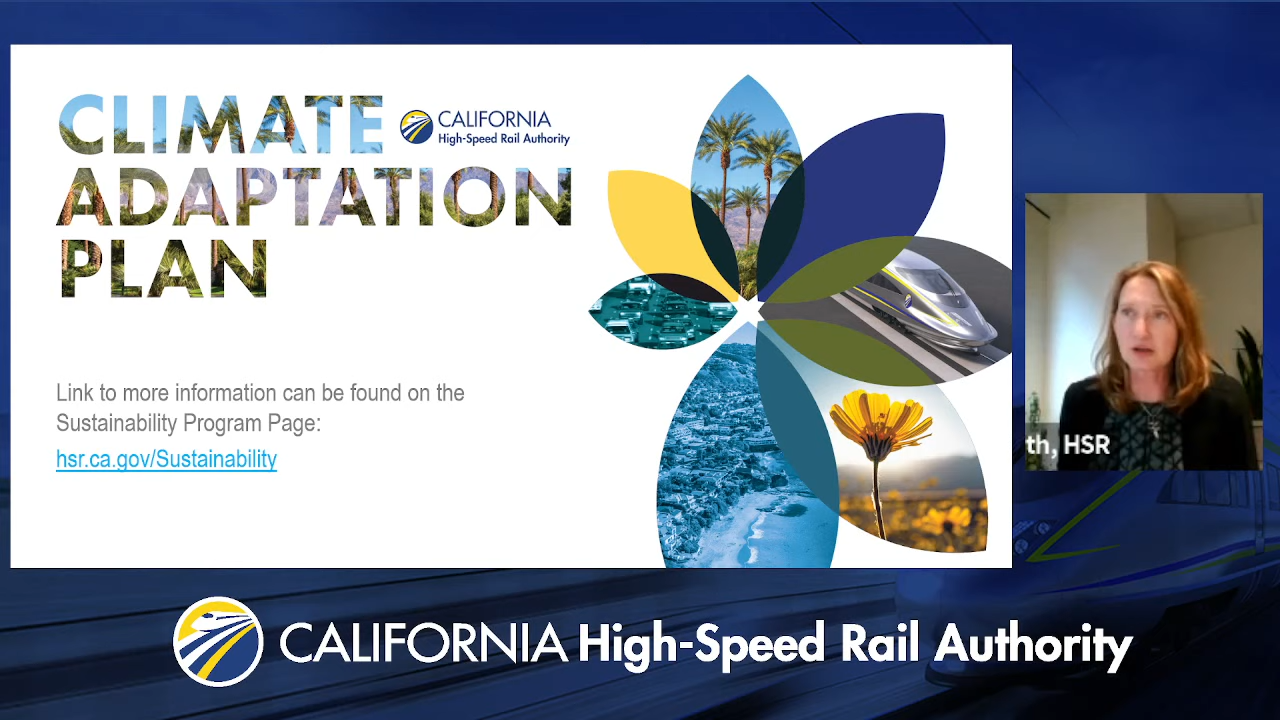 CLIMATE
CALIFORNIA
High-Speed Rail Authority
ADAPTATION
PLAN
Link to more information can be found on the
Sustainability Program Page:
hsr.ca.gov/Sustainability
th, HSR
CALIFORNIA High-Speed Rail Authority